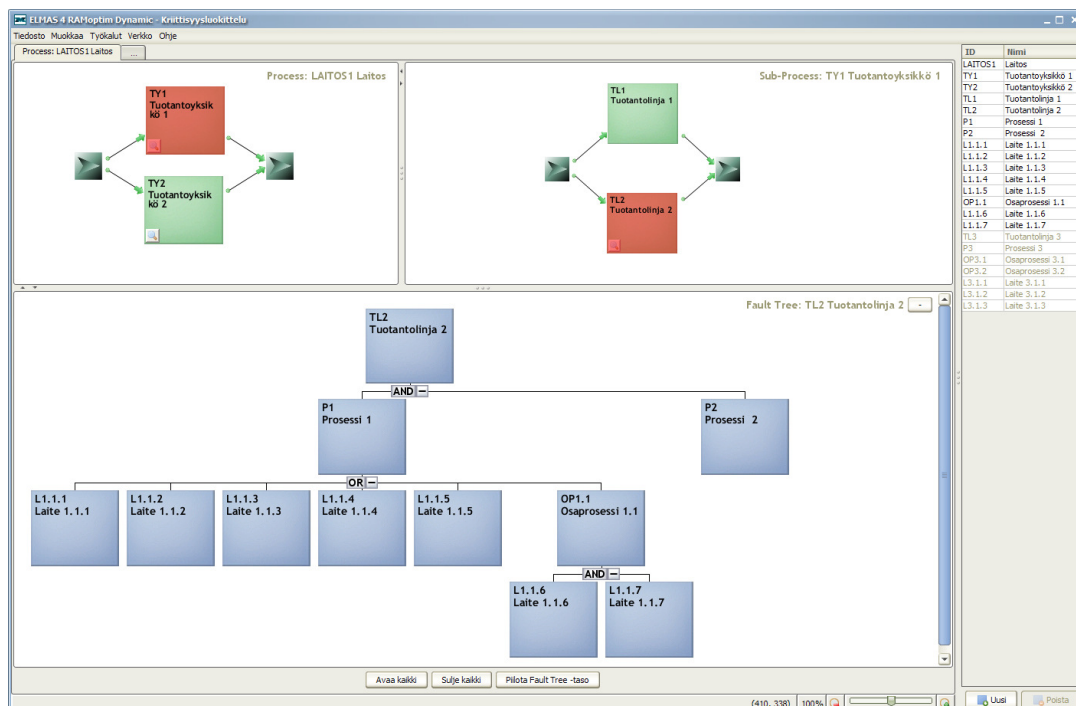 ELMAS 4 RAMoptim Dynamic - Kriittisyysluokittelu
Tiedosto Muokkaa Työkalut Verkko Ohje
Process: LAITOS1 Laitos
...
Process: LAITOS1 Laitos
TY1
Tuotantoyksik
kö 1
TY2
Tuotantoyksik
kö 2
Sub-Process: TY1 Tuotantoyksikkö 1
TL1
Tuotantolinja 1
TL2
Tuotantolinja 2
Fault Tree: TL2 Tuotantolinja 2
-
TL2
Tuotantolinja 2
AND −
P1
Prosessi 1
P2
Prosessi 2
OR −
L1.1.1
Laite 1.1.1
L1.1.2
Laite 1.1.2
L1.1.3
Laite 1.1.3
L1.1.4
Laite 1.1.4
L1.1.5
Laite 1.1.5
OP1.1
Osaprosessi 1.1
AND −
L1.1.6
Laite 1.1.6
L1.1.7
Laite 1.1.7
Avaa kaikki Sulje kaikki Piilota Fault Tree -taso
(410, 338) 100%
ID Nimi
LAITOS1 Laitos
TY1 Tuotantoyksikkö 1
TY2 Tuotantoyksikkö 2
TL1 Tuotantolinja 1
TL2 Tuotantolinja 2
P1 Prosessi 1
P2 Prosessi 2
L1.1.1 Laite 1.1.1
L1.1.2 Laite 1.1.2
L1.1.3 Laite 1.1.3
L1.1.4 Laite 1.1.4
L1.1.5 Laite 1.1.5
OP1.1 Osaprosessi 1.1
L1.1.6 Laite 1.1.6
L1.1.7 Laite 1.1.7
TL3 Tuotantolinja 3
P3 Prosessi 3
OP3.1 Osaprosessi 3.1
OP3.2 Osaprosessi 3.2
L3.1.1 Laite 3.1.1
L3.1.2 Laite 3.1.2
L3.1.3 Laite 3.1.3
Uusi Poista